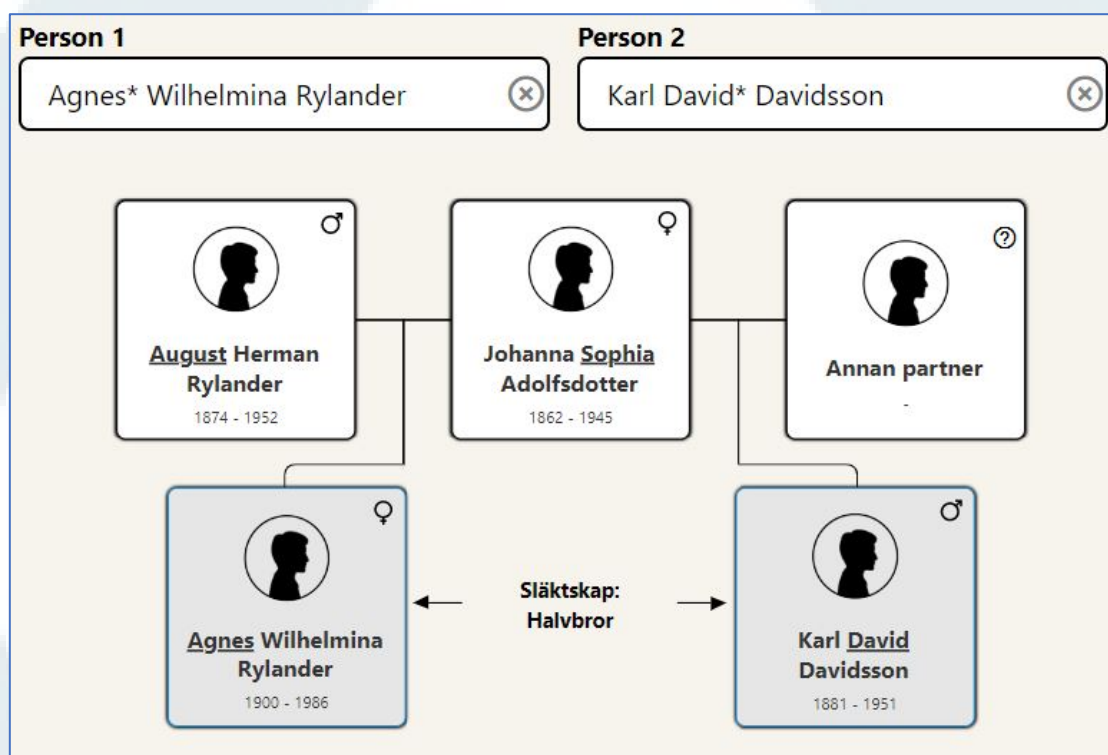 Person 1
Person 2
Agnes* Wilhelmina Rylander
Karl David* Davidsson
August Herman
Rylander
1874 - 1952
Johanna Sophia
Adolfsdotter
1862 - 1945
Annan partner
-
Agnes Wilhelmina
Rylander
1900 - 1986
Släktskap:
Halvbror
Karl David
Davidsson
1881 - 1951